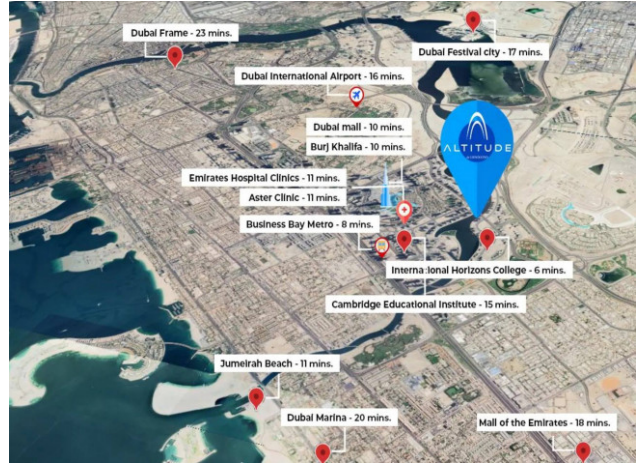 Dubai Frame - 23 mins.
Dubai Festival city - 17 mins.
Dubai International Airport - 16 mins.
Dubai mall - 10 mins.
Burj Khalifa - 10 mins.
ALTITUDE
Emirates Hospital Clinics - 11 mins.
Aster Clinic - 11 mins.
Business Bay Metro - 8 mins.
International Horizons College - 6 mins.
Cambridge Educational Institute - 15 mins.
Jumeirah Beach - 11 mins.
Dubai Marina - 20 mins.
Mall of the Emirates - 18 mins.